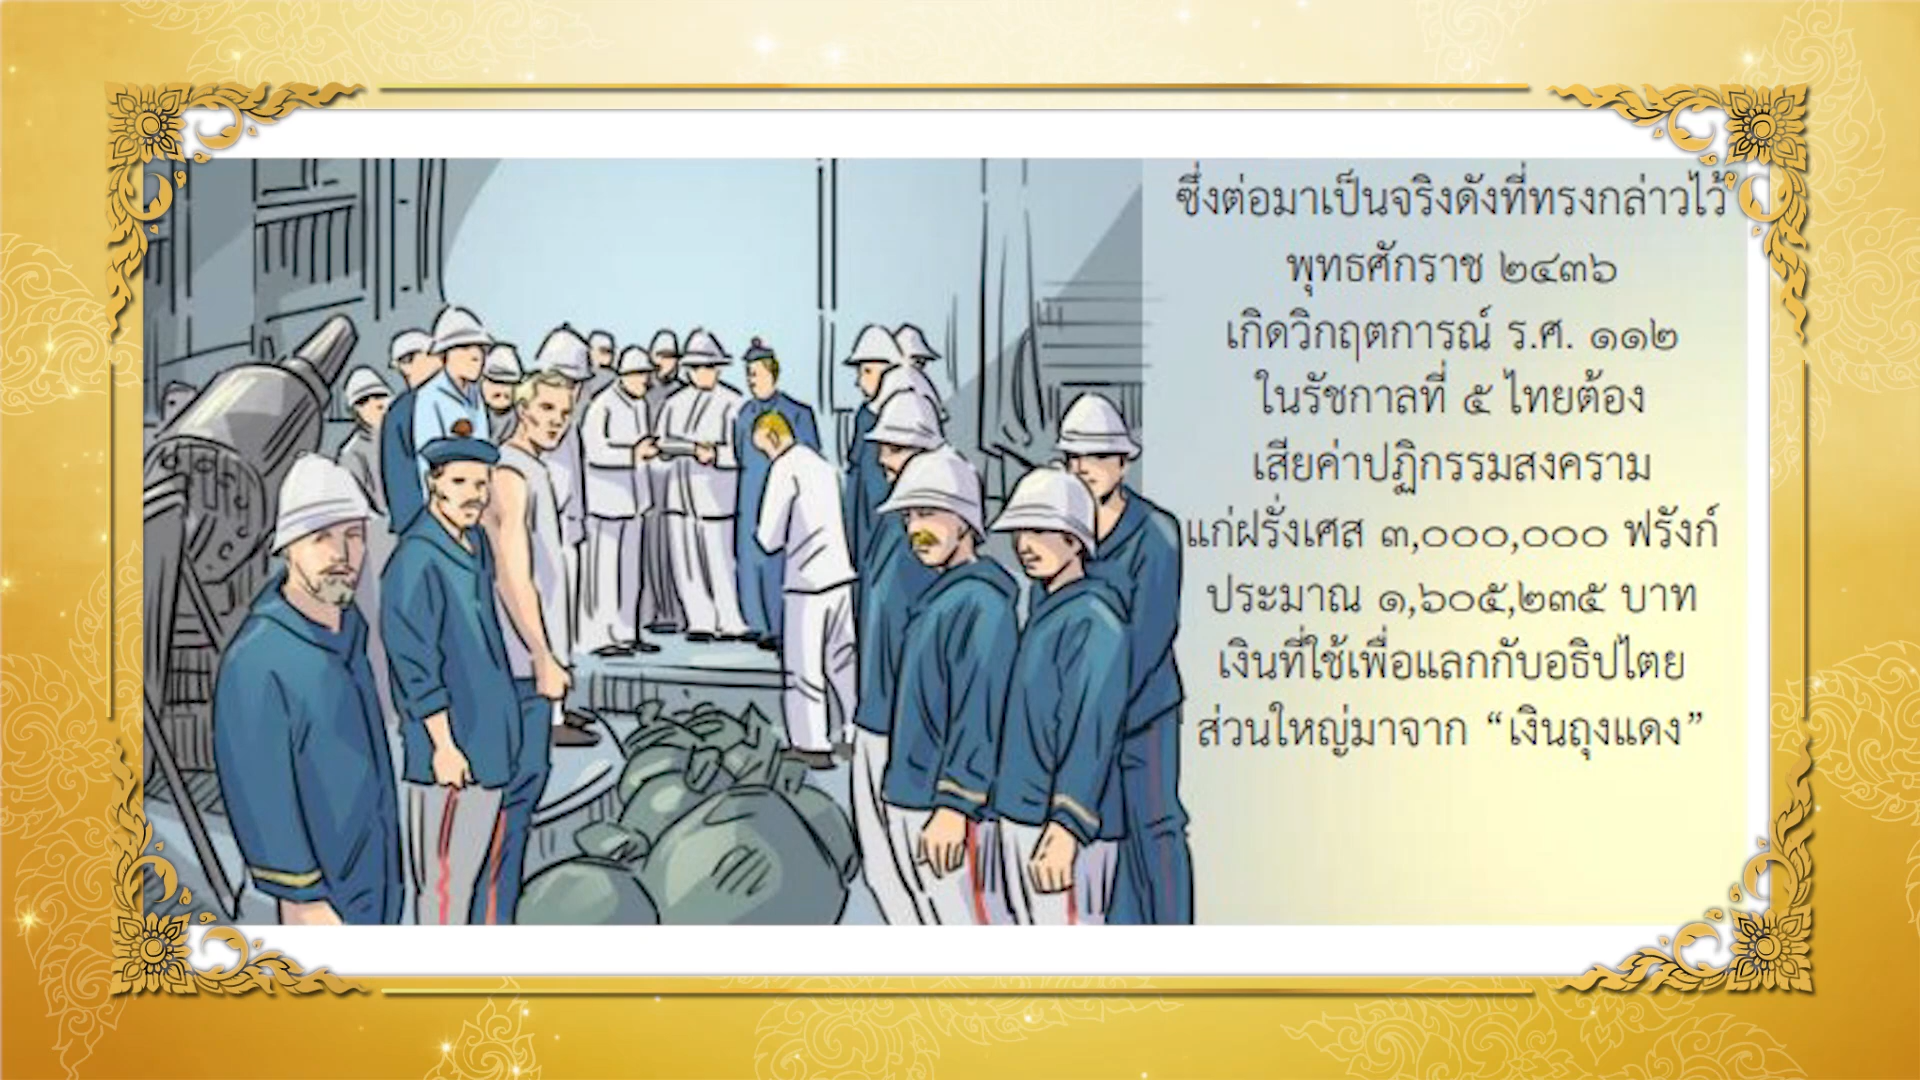 ซึ่งต่อมาเป็นจริงดังที่ทรงกล่าวไว้
พุทธศักราช ๒๔๓๖
เกิดวิกฤตการณ์ ร.ศ. ๑๑๒
ในรัชกาลที่ ๕ ไทยต้อง
เสียค่าปฏิกรรมสงคราม
แก่ฝรั่งเศส ๓,๐๐๐,๐๐๐ ฟรังก์
ประมาณ ๑,๖๐๕,๒๓๕ บาท
เงินที่ใช้เพื่อแลกกับอธิปไตย
ส่วนใหญ่มาจาก “เงินถุงแดง”